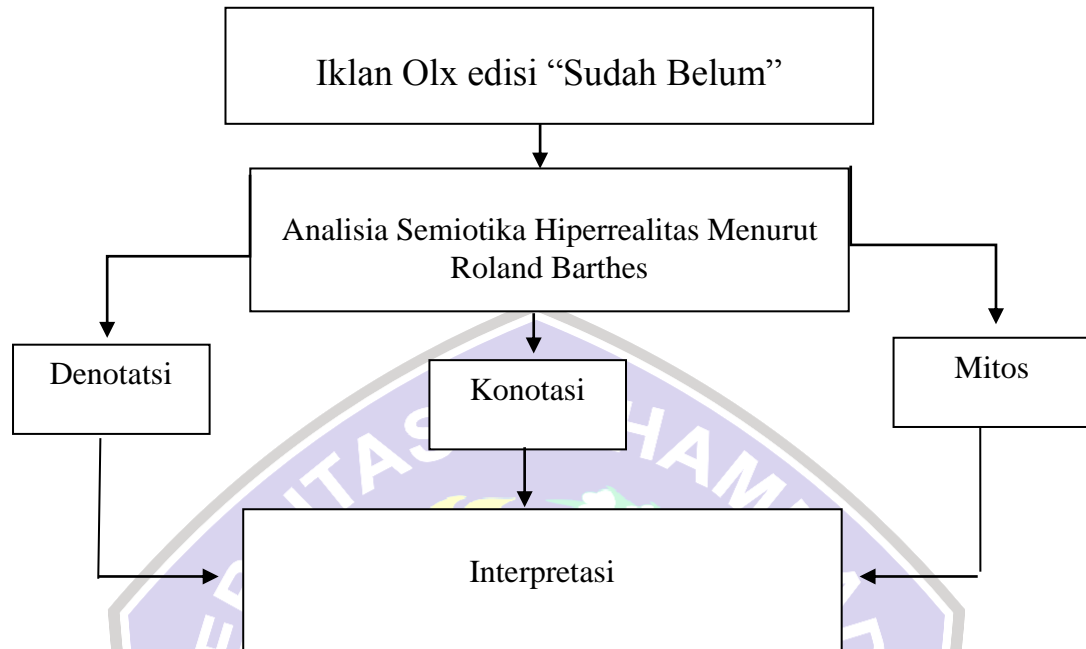 Iklan Olx edisi “Sudah Belum”
Analisia Semiotika Hiperrealitas Menurut
Roland Barthes
Denotatsi
Konotasi
Mitos
Interpretasi